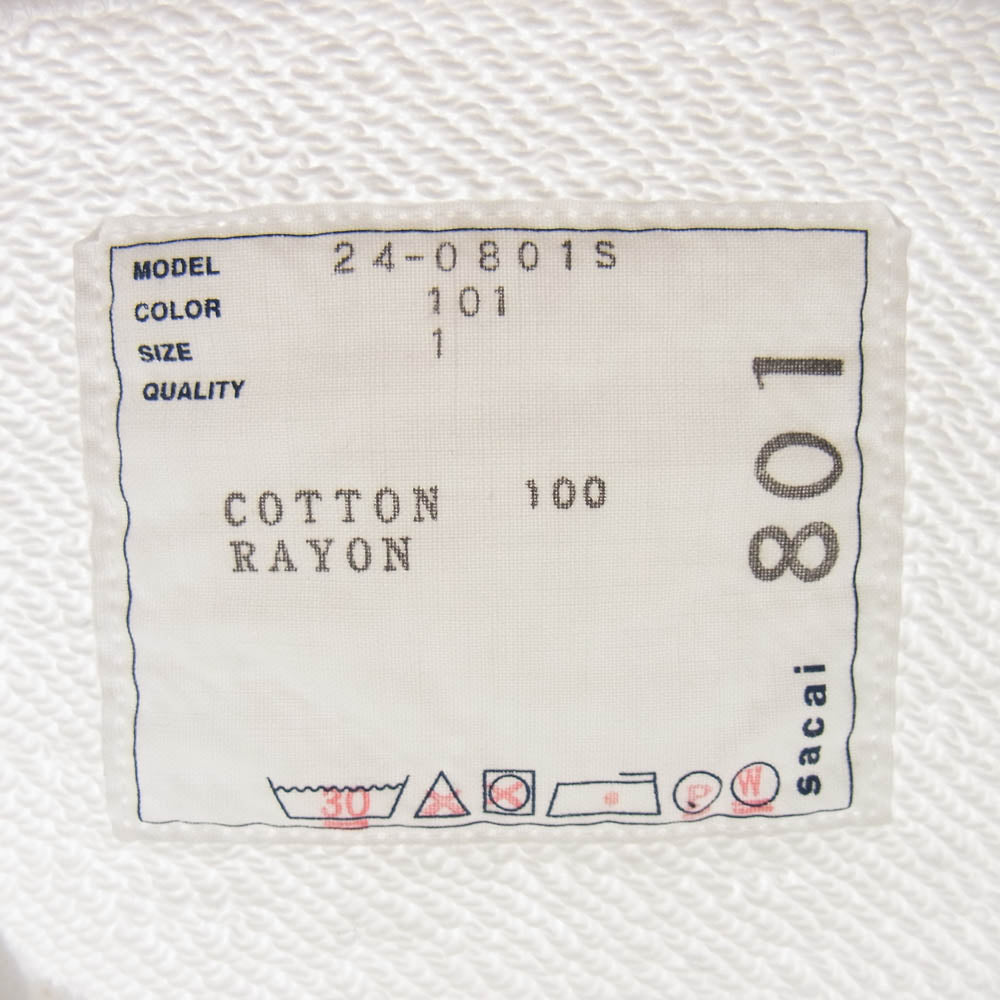 MODEL 24-0801S
COLOR 101
SIZE 1
QUALITY
COTTON 100
RAYON
801
sacai
30
P
W